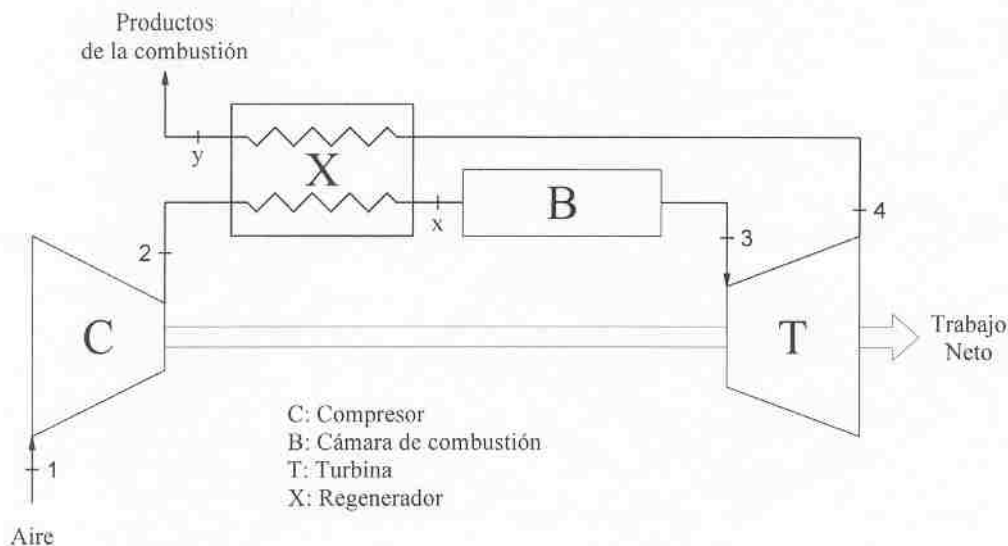 Productos
de la combustión
y
X
x
B
2
3
4
C
T
Trabajo
Neto
C: Compresor
B: Cámara de combustión
T: Turbina
X: Regenerador
1
Aire